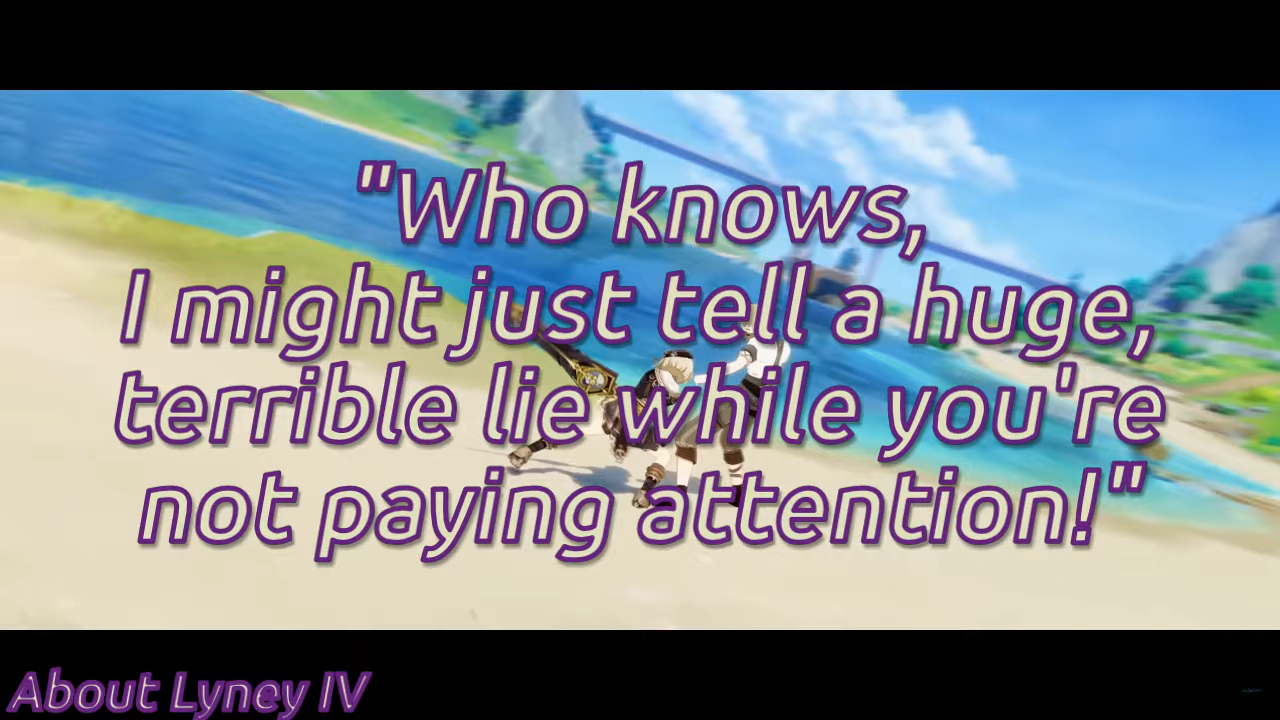 "Who knows,
I might just tell a huge,
terrible lie while you're
not paying attention!"
About Lyney IV